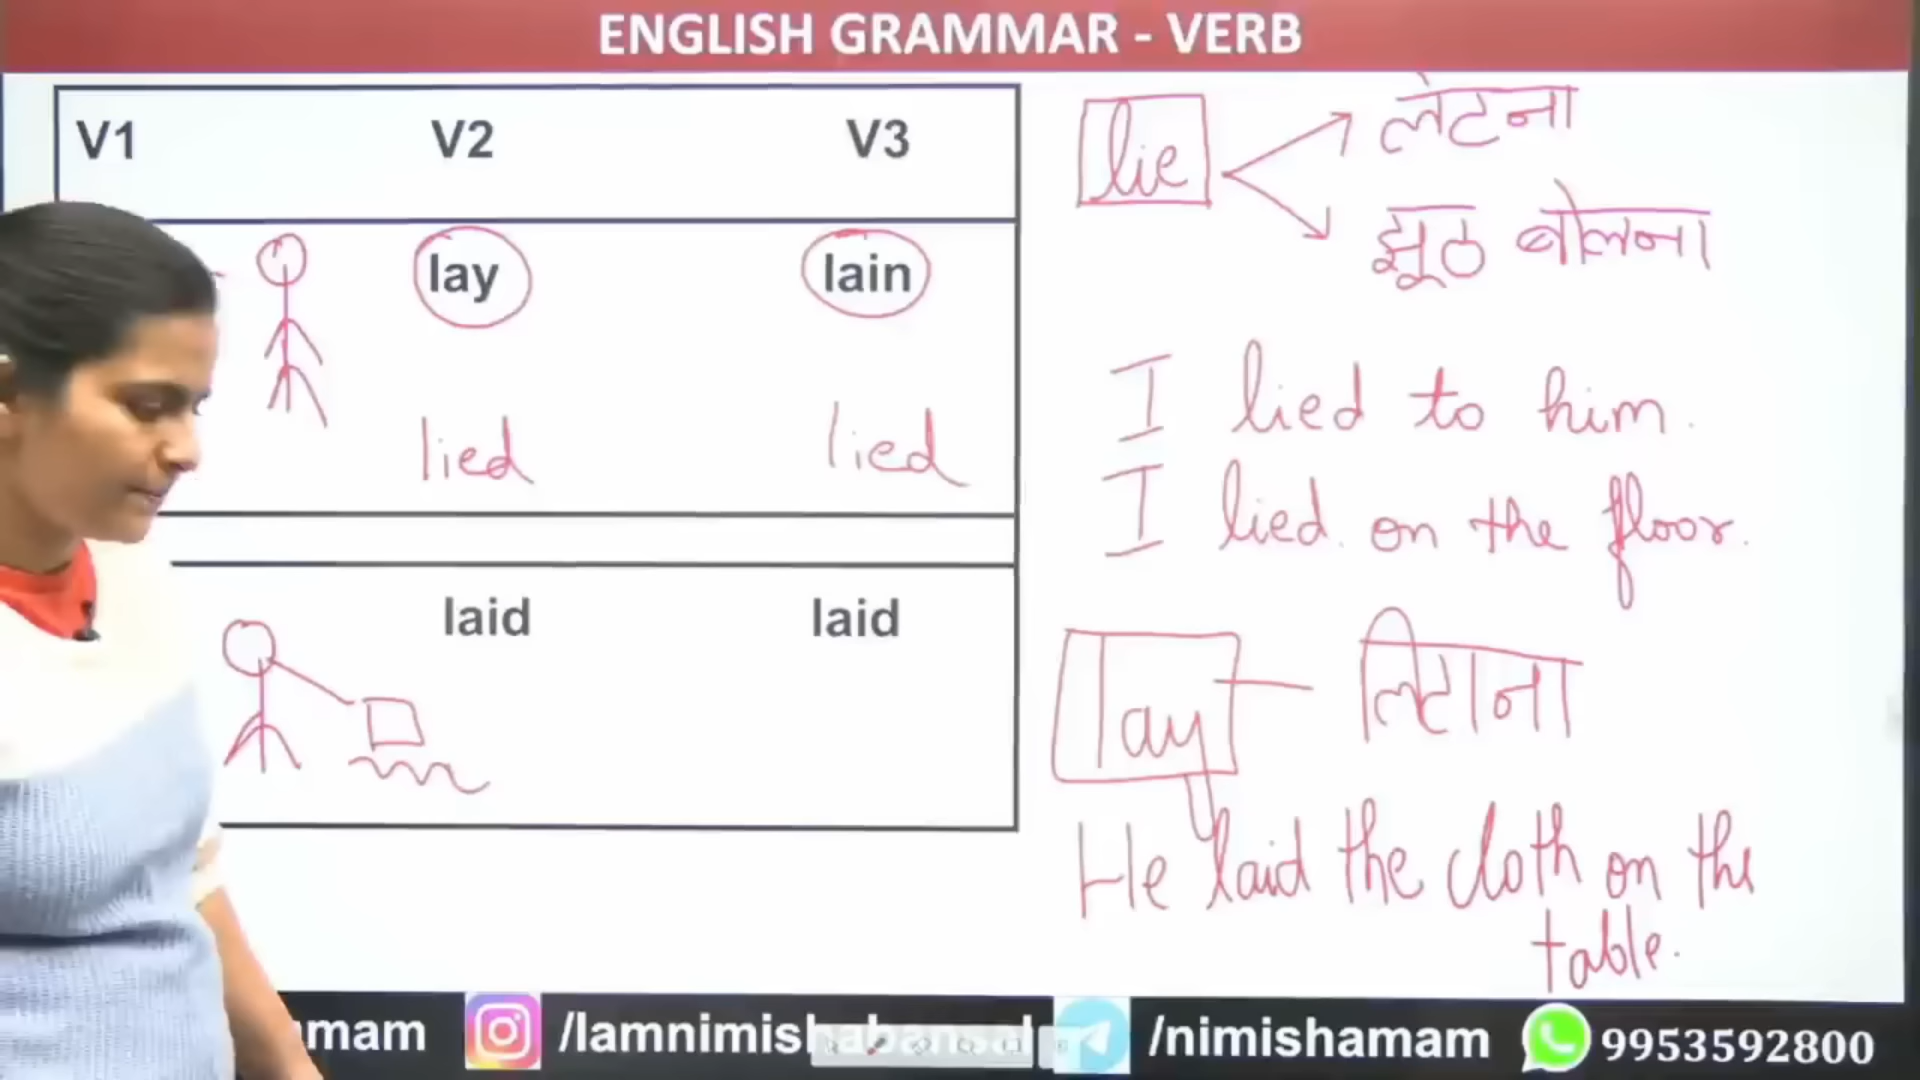 ENGLISH GRAMMAR - VERB
V1 V2 V3
lay lain
lied lied
laid laid
lie
लेटना
झूठ बोलना
I lied to him.
I lied on the floor.
lay लिटाना
He laid the cloth on the
table.
mam /Iamnimishabansal /nimishamam 9953592800